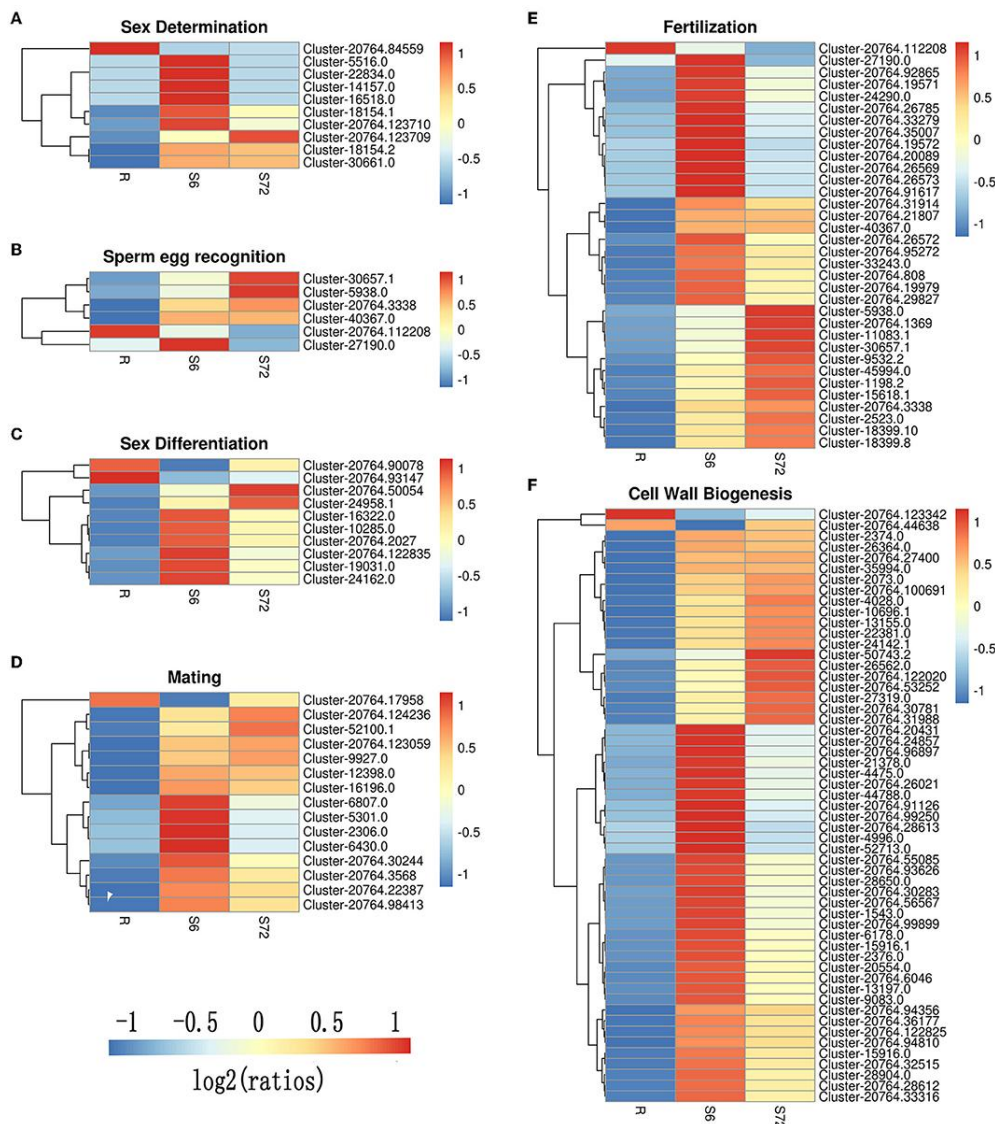 A
Sex Determination
Cluster-20764.84559
Cluster-5516.0
Cluster-22834.0
Cluster-14157.0
Cluster-16518.0
Cluster-18154.1
Cluster-20764.123710
Cluster-20764.123709
Cluster-18154.2
Cluster-30661.0
R
S6
S72
1
0.5
0
-0.5
-1
B
Sperm egg recognition
Cluster-30657.1
Cluster-5938.0
Cluster-20764.3338
Cluster-40367.0
Cluster-20764.112208
Cluster-27190.0
R
S6
S72
1
0.5
0
-0.5
-1
C
Sex Differentiation
Cluster-20764.90078
Cluster-20764.93147
Cluster-20764.50054
Cluster-24958.1
Cluster-16322.0
Cluster-10285.0
Cluster-20764.2027
Cluster-20764.122835
Cluster-19031.0
Cluster-24162.0
R
S6
S72
1
0.5
0
-0.5
-1
D
Mating
Cluster-20764.17958
Cluster-20764.124236
Cluster-52100.1
Cluster-20764.123059
Cluster-9927.0
Cluster-12398.0
Cluster-16196.0
Cluster-6807.0
Cluster-5301.0
Cluster-2306.0
Cluster-6430.0
Cluster-20764.30244
Cluster-20764.3568
Cluster-20764.22387
Cluster-20764.98413
R
S6
S72
1
0.5
0
-0.5
-1
-1 -0.5 0 0.5 1
log2(ratios)
E
Fertilization
Cluster-20764.112208
Cluster-27190.0
Cluster-20764.92865
Cluster-20764.19571
Cluster-24290.0
Cluster-20764.26785
Cluster-20764.33279
Cluster-20764.35007
Cluster-20764.19572
Cluster-20764.20089
Cluster-20764.26569
Cluster-20764.26573
Cluster-20764.91617
Cluster-20764.31914
Cluster-20764.21807
Cluster-40367.0
Cluster-20764.26572
Cluster-20764.95272
Cluster-33243.0
Cluster-20764.808
Cluster-20764.19979
Cluster-20764.29827
Cluster-5938.0
Cluster-20764.1369
Cluster-11083.1
Cluster-30657.1
Cluster-9532.2
Cluster-45994.0
Cluster-1198.2
Cluster-15618.1
Cluster-20764.3338
Cluster-2523.0
Cluster-18399.10
Cluster-18399.8
R
S6
S72
1
0.5
0
-0.5
-1
F
Cell Wall Biogenesis
Cluster-20764.123342
Cluster-20764.44638
Cluster-2374.0
Cluster-26364.0
Cluster-20764.27400
Cluster-35994.0
Cluster-2073.0
Cluster-20764.100691
Cluster-4028.0
Cluster-10696.1
Cluster-13155.0
Cluster-22381.0
Cluster-24142.1
Cluster-50743.2
Cluster-26562.0
Cluster-20764.122020
Cluster-20764.53252
Cluster-27319.0
Cluster-20764.30781
Cluster-20764.31988
Cluster-20764.20431
Cluster-20764.24857
Cluster-20764.96897
Cluster-21378.0
Cluster-4475.0
Cluster-20764.26021
Cluster-44788.0
Cluster-20764.91126
Cluster-20764.99250
Cluster-20764.28613
Cluster-4996.0
Cluster-52713.0
Cluster-20764.55085
Cluster-20764.93626
Cluster-28650.0
Cluster-20764.30283
Cluster-20764.56567
Cluster-1543.0
Cluster-20764.99899
Cluster-6178.0
Cluster-15916.1
Cluster-2376.0
Cluster-20554.0
Cluster-20764.6046
Cluster-13197.0
Cluster-9083.0
Cluster-20764.94356
Cluster-20764.36177
Cluster-20764.122825
Cluster-20764.94810
Cluster-15916.0
Cluster-20764.32515
Cluster-28904.0
Cluster-20764.28612
Cluster-20764.33316
R
S6
S72
1
0.5
0
-0.5
-1